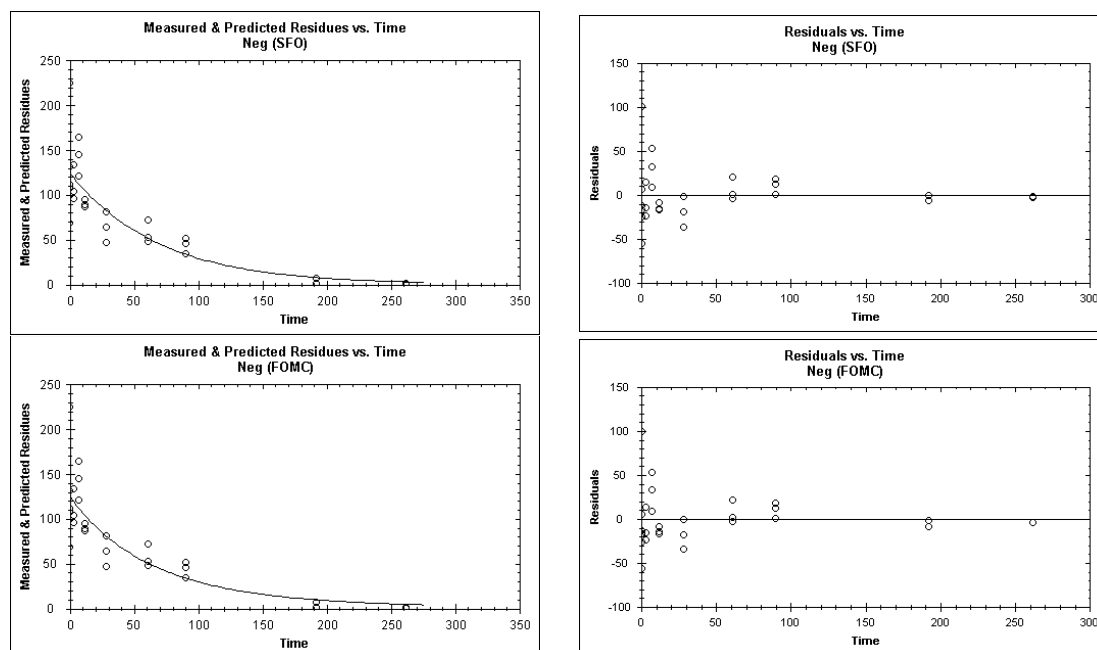 Measured & Predicted Residues vs. Time
Neg (SFO)
Measured & Predicted Residues
250
200
150
100
50
0
0 50 100 150 200 250 300 350
Time
Residuals vs. Time
Neg (SFO)
Residuals
150
100
50
0
-50
-100
0 50 100 150 200 250 300
Time
Measured & Predicted Residues vs. Time
Neg (FOMC)
Measured & Predicted Residues
250
200
150
100
50
0
0 50 100 150 200 250 300 350
Time
Residuals vs. Time
Neg (FOMC)
Residuals
150
100
50
0
-50
-100
0 50 100 150 200 250 300
Time